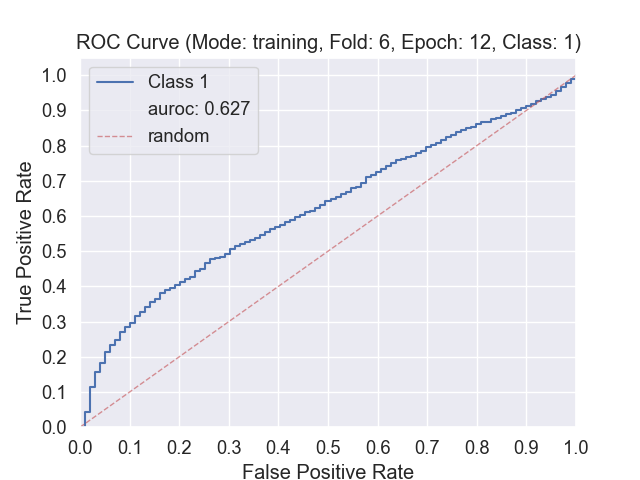 ROC Curve (Mode: training, Fold: 6, Epoch: 12, Class: 1)
Class 1
auroc: 0.627
random
True Positive Rate
1.0
0.9
0.8
0.7
0.6
0.5
0.4
0.3
0.2
0.1
0.0
0.0 0.1 0.2 0.3 0.4 0.5 0.6 0.7 0.8 0.9 1.0
False Positive Rate